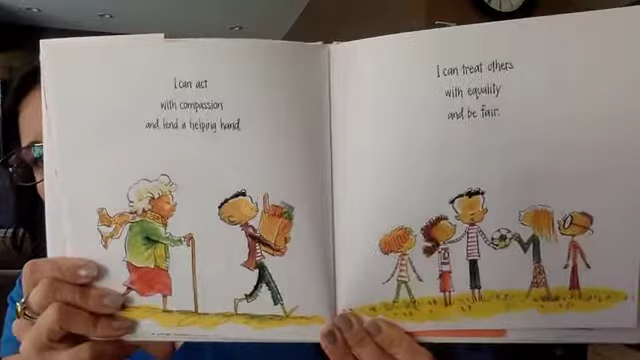 I can act
with compassion
and lend a helping hand.
I can treat others
with equality
and be fair.